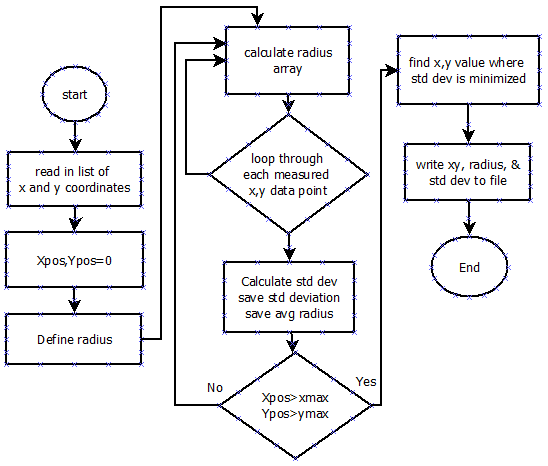 start
read in list of
x and y coordinates
Xpos,Ypos=0
Define radius
calculate radius
array
loop through
each measured
x,y data point
Calculate std dev
save std deviation
save avg radius
No
Yes
Xpos>xmax
Ypos>ymax
find x,y value where
std dev is minimized
write xy, radius, &
std dev to file
End